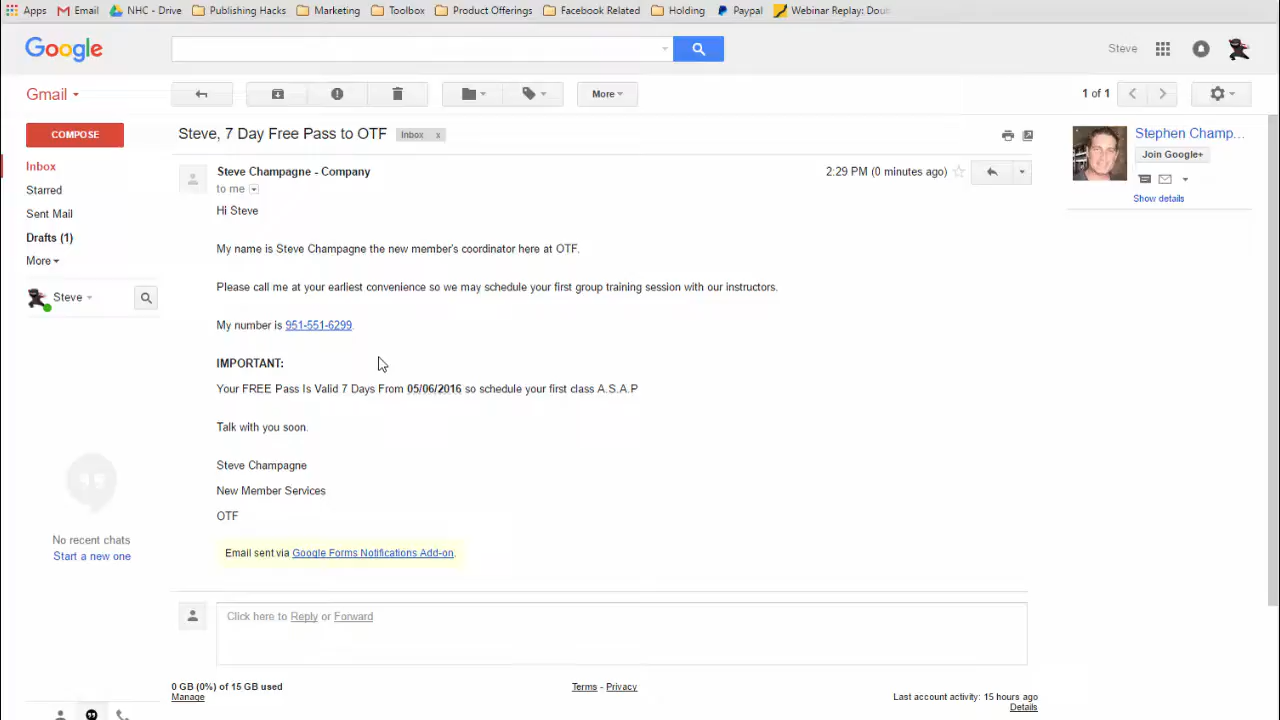 Apps Email NHC - Drive Publishing Hacks Marketing Toolbox Product Offerings Facebook Related Holding Paypal Webinar Replay: Dou
Google
Steve
Gmail
More
1 of 1
COMPOSE
Steve, 7 Day Free Pass to OTF Inbox x
Stephen Champ...
Join Google+
Show details
Inbox
Starred
Sent Mail
Drafts (1)
More
Steve
Steve Champagne - Company
2:29 PM (0 minutes ago)
to me
Hi Steve
My name is Steve Champagne the new member's coordinator here at OTF.
Please call me at your earliest convenience so we may schedule your first group training session with our instructors.
My number is 951-551-6299.
IMPORTANT:
Your FREE Pass Is Valid 7 Days From 05/06/2016 so schedule your first class A.S.A.P
Talk with you soon.
Steve Champagne
New Member Services
OTF
Email sent via Google Forms Notifications Add-on.
No recent chats
Start a new one
Click here to Reply or Forward
0 GB (0%) of 15 GB used
Manage
Terms - Privacy
Last account activity: 15 hours ago
Details